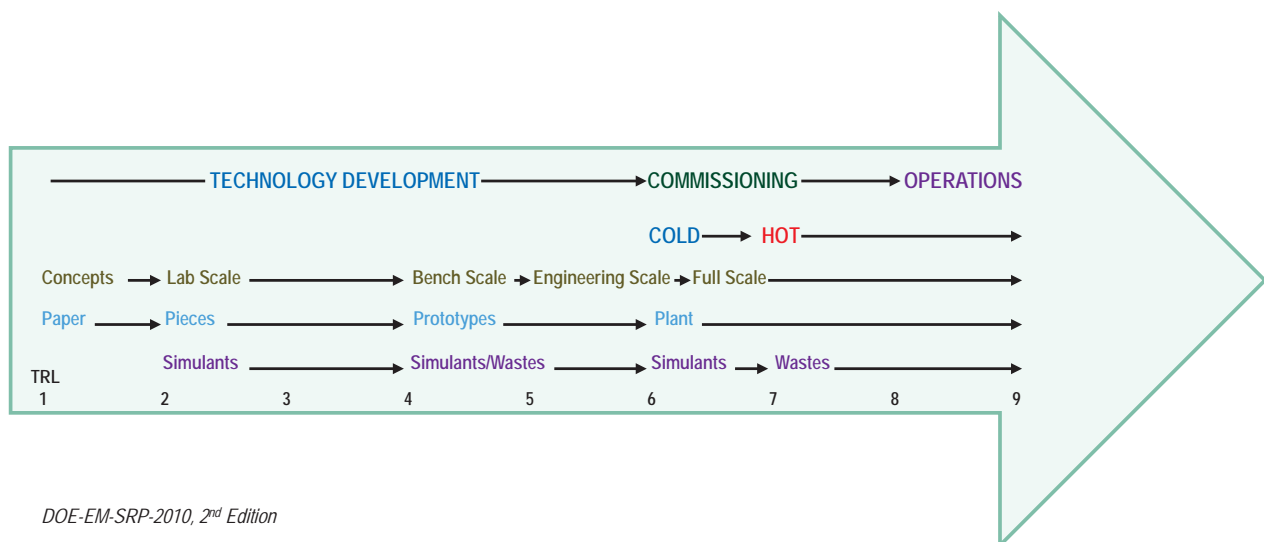 TECHNOLOGY DEVELOPMENT COMMISSIONING OPERATIONS
COLD HOT
Concepts Lab Scale Bench Scale Engineering Scale Full Scale
Paper Pieces Prototypes Plant
Simulants Simulants/Wastes Simulants Wastes
TRL
1 2 3 4 5 6 7 8 9
DOE-EM-SRP-2010, 2nd Edition